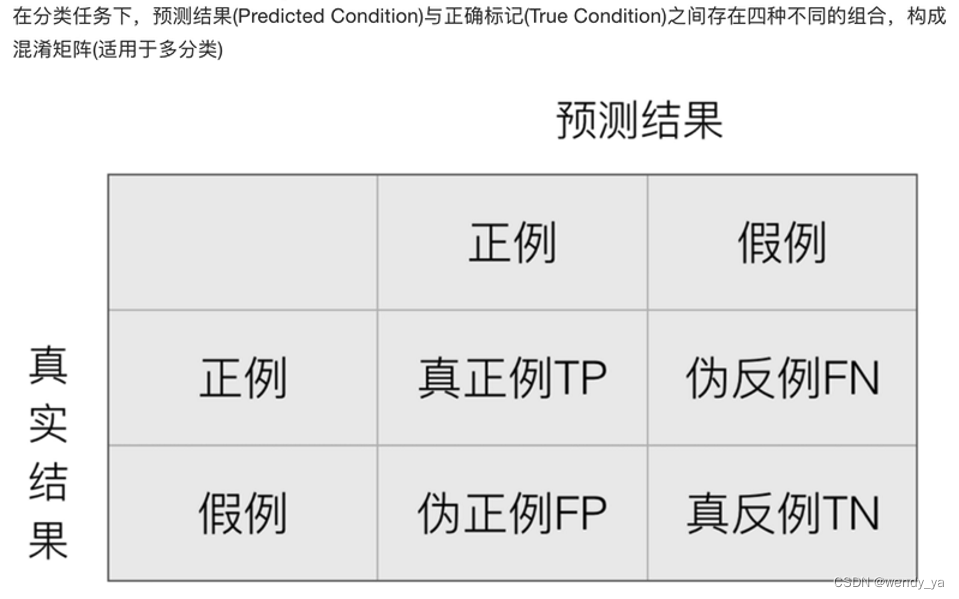 在分类任务下，预测结果(Predicted Condition)与正确标记(True Condition)之间存在四种不同的组合，构成
混淆矩阵(适用于多分类)
预测结果
正例 假例
真实结果
正例 真正例TP 伪反例FN
假例 伪正例FP 真反例TN
CSDN @wendy_ya